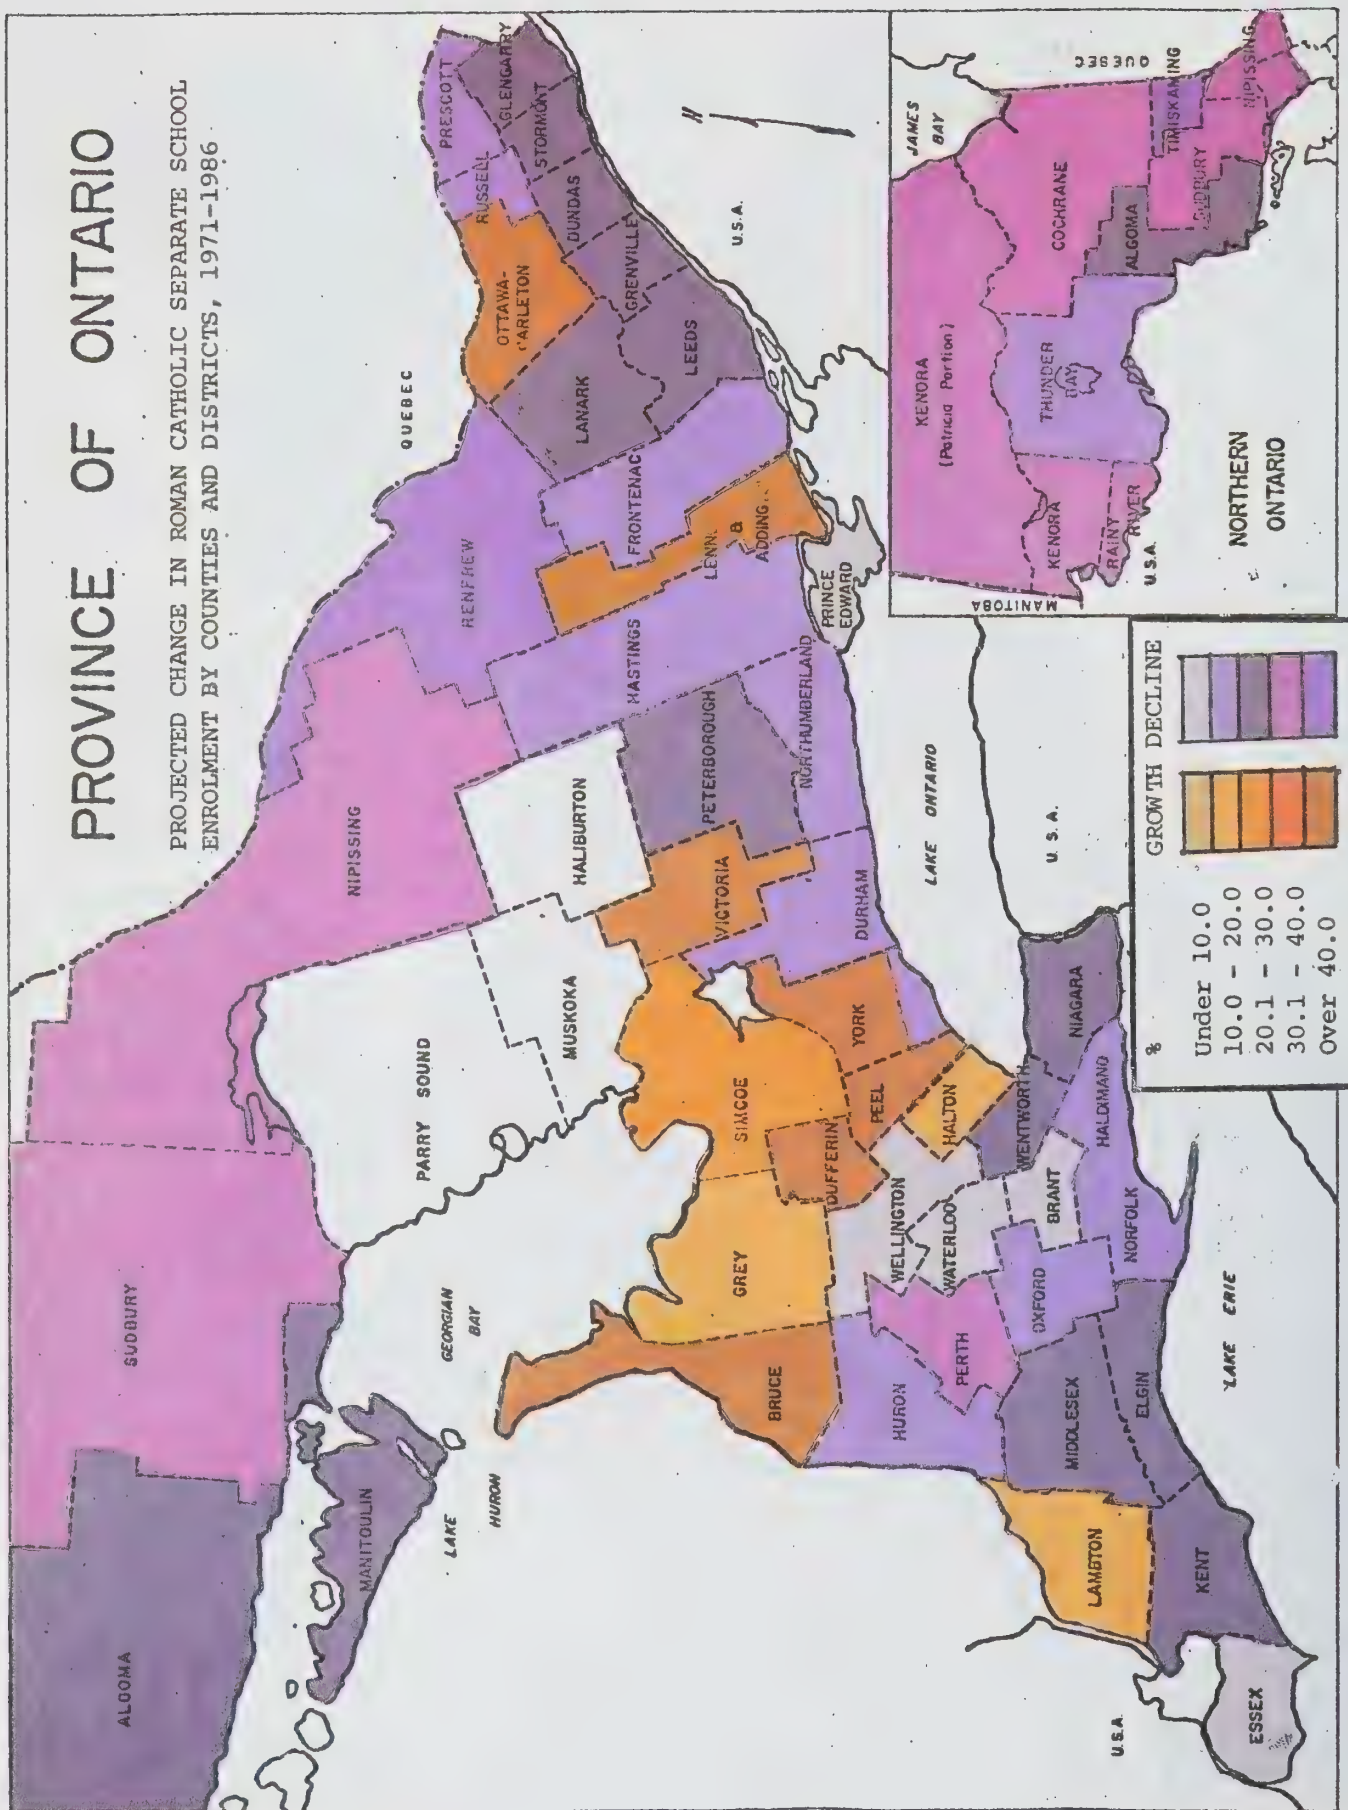 PROVINCE OF ONTARIO
PROJECTED CHANGE IN ROMAN CATHOLIC SEPARATE SCHOOL
ENROLMENT BY COUNTIES AND DISTRICTS, 1971-1986
ALGOMA
SUDBURY
NIPISSING
MANITOULIN
PARRY SOUND
MUSKOKA
HALIBURTON
RENFREW
QUEBEC
OTTAWA-
CARLETON
RUSSELL
PRESCOTT
GLENGARRY
STORMONT
DUNDAS
GRENVILLE
LEEDS
LANARK
FRONTENAC
LENN. &
ADDING.
HASTINGS
PRINCE
EDWARD
NORTHUMBERLAND
PETERBOROUGH
VICTORIA
DURHAM
YORK
SIMCOE
PEEL
HALTON
DUFFERIN
GREY
BRUCE
WELLINGTON
WATERLOO
WENTWORTH
NIAGARA
HALDIMAND
BRANT
NORFOLK
OXFORD
PERTH
HURON
MIDDLESEX
ELGIN
LAMBTON
KENT
ESSEX
GEORGIAN
BAY
LAKE
HURON
LAKE ONTARIO
LAKE ERIE
U.S.A.
U.S.A.
U.S.A.
N
JAMES
BAY
QUEBEC
MANITOBA
KENORA
(Patricia Portion)
COCHRANE
TIMISKAMING
NIPISSING
SUDBURY
ALGOMA
THUNDER
BAY
KENORA
RAINY
RIVER
U.S.A.
NORTHERN
ONTARIO
% GROWTH DECLINE
Under 10.0
10.0 - 20.0
20.1 - 30.0
30.1 - 40.0
Over 40.0